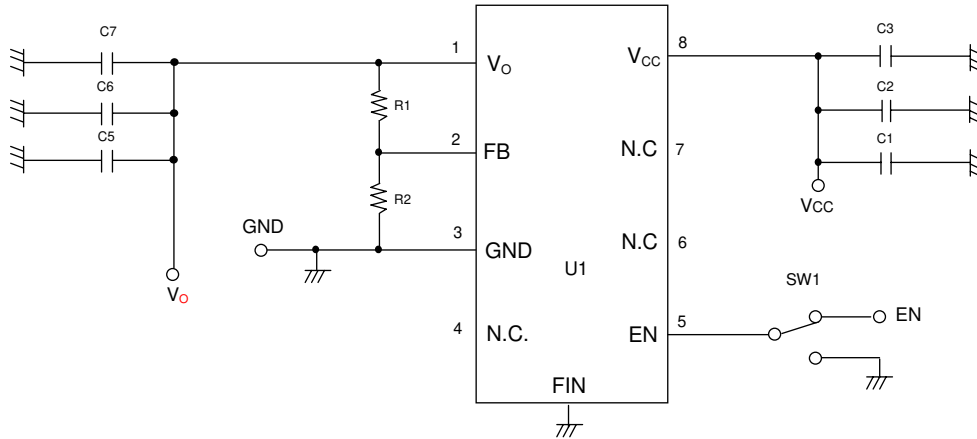 C7
C6
C5
VO
R1
R2
GND
1
2
3
4
VO
FB
GND
N.C.
U1
FIN
VCC
N.C
N.C
EN
8
7
6
5
C3
C2
C1
VCC
SW1
EN